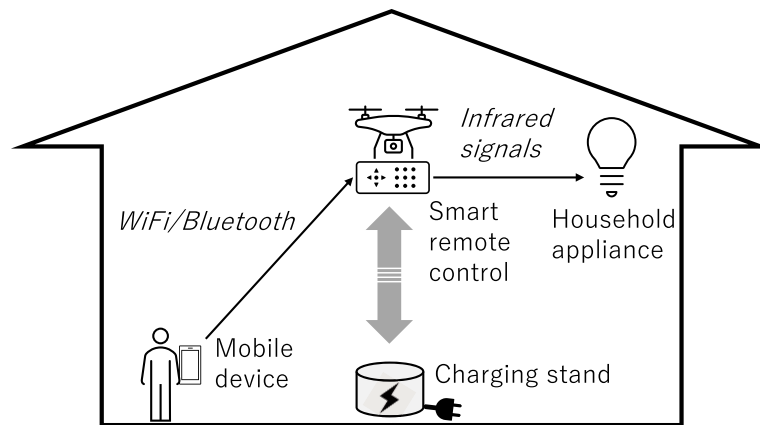 Infrared
signals
WiFi/Bluetooth
Smart
remote
control
Household
appliance
Mobile
device
Charging stand